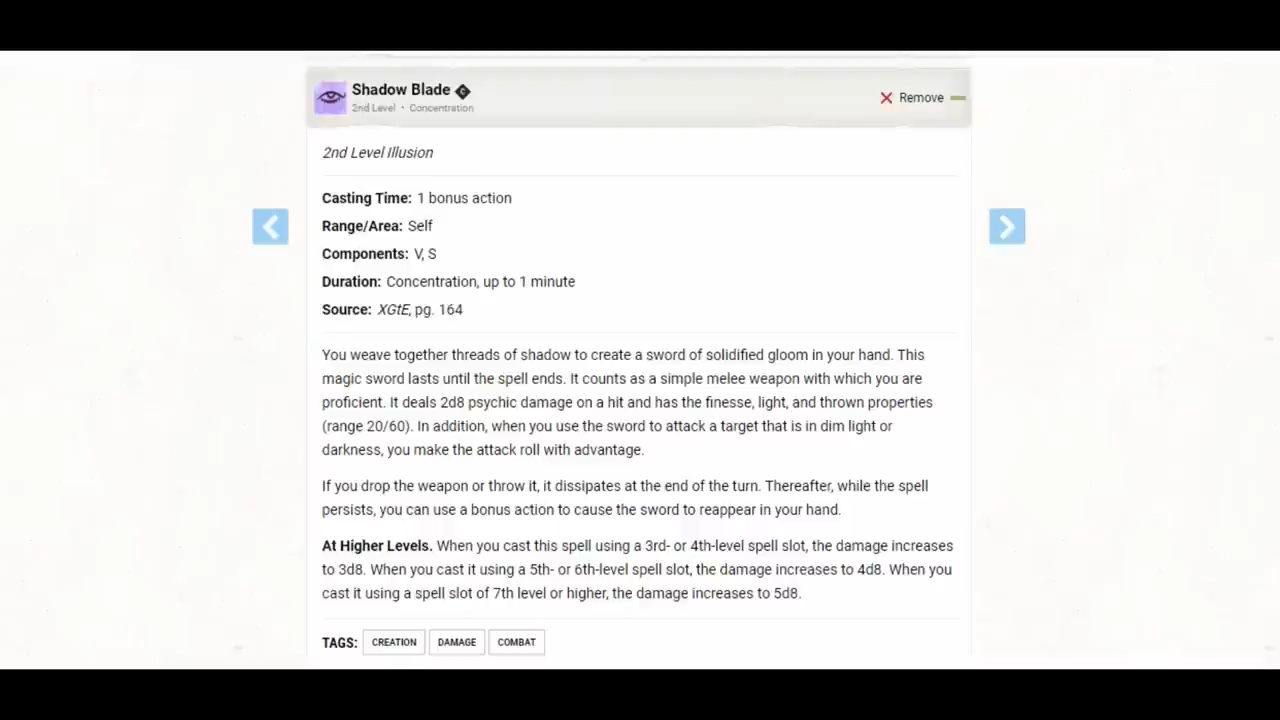 Shadow Blade
2nd Level • Concentration
Remove
2nd Level Illusion
Casting Time: 1 bonus action
Range/Area: Self
Components: V, S
Duration: Concentration, up to 1 minute
Source: XGtE, pg. 164
You weave together threads of shadow to create a sword of solidified gloom in your hand. This
magic sword lasts until the spell ends. It counts as a simple melee weapon with which you are
proficient. It deals 2d8 psychic damage on a hit and has the finesse, light, and thrown properties
(range 20/60). In addition, when you use the sword to attack a target that is in dim light or
darkness, you make the attack roll with advantage.
If you drop the weapon or throw it, it dissipates at the end of the turn. Thereafter, while the spell
persists, you can use a bonus action to cause the sword to reappear in your hand.
At Higher Levels. When you cast this spell using a 3rd- or 4th-level spell slot, the damage increases
to 3d8. When you cast it using a 5th- or 6th-level spell slot, the damage increases to 4d8. When you
cast it using a spell slot of 7th level or higher, the damage increases to 5d8.
TAGS: CREATION DAMAGE COMBAT